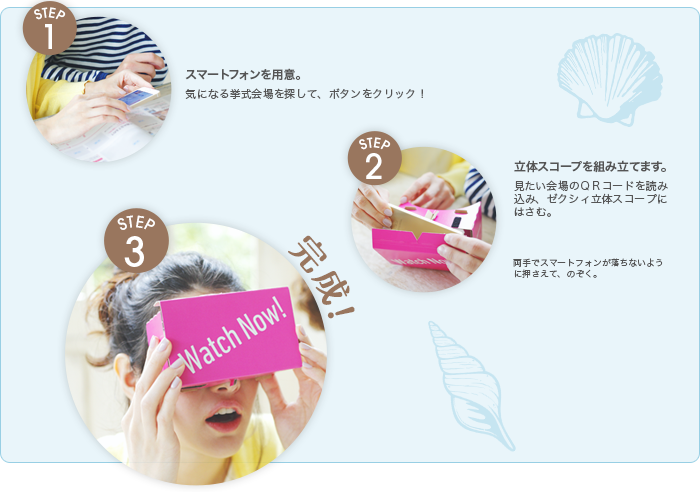 STEP
1
スマートフォンを用意。
気になる挙式会場を探して、ボタンをクリック！
STEP
2
立体スコープを組み立てます。
見たい会場のＱＲコードを読み
込み、ゼクシィ立体スコープに
はさむ。
両手でスマートフォンが落ちないよう
に押さえて、のぞく。
Watch Now!
STEP
3
完成！
Watch Now!